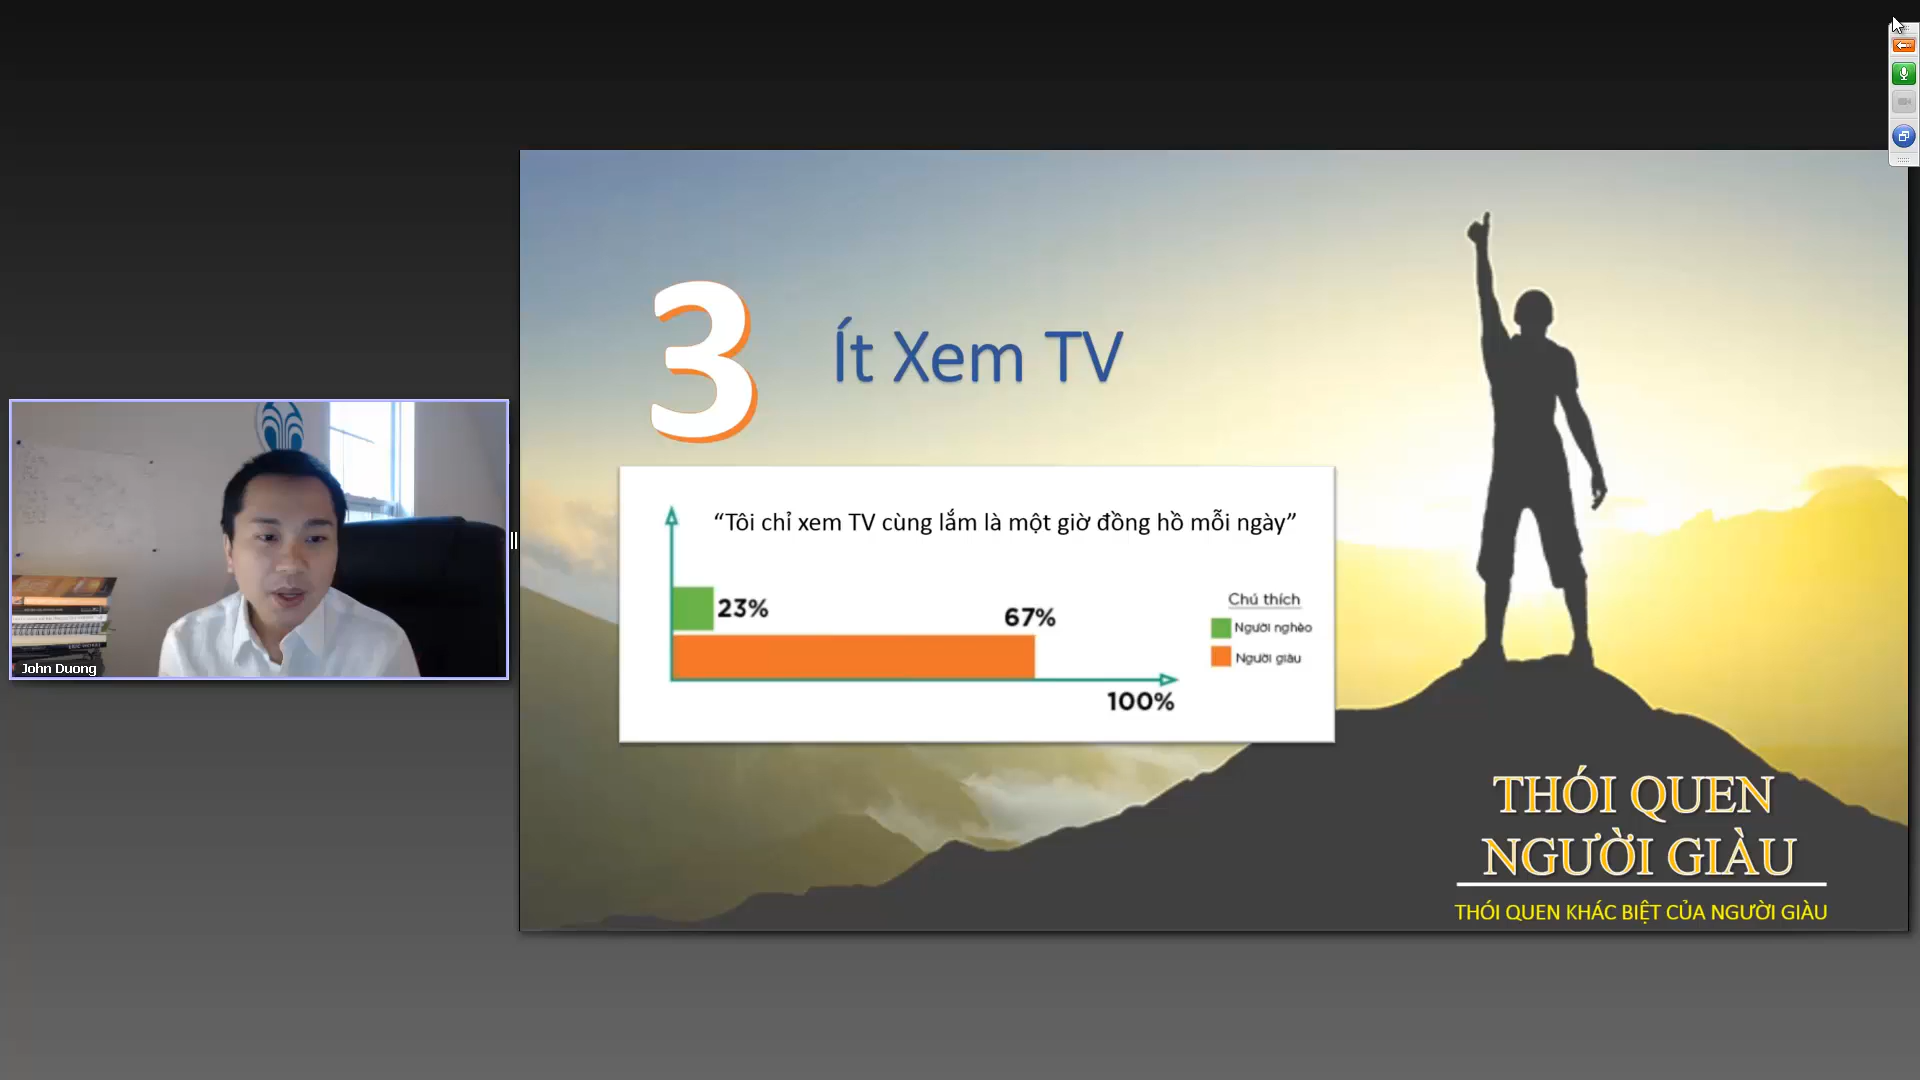 John Duong
3
Ít Xem TV
“Tôi chỉ xem TV cùng lắm là một giờ đồng hồ mỗi ngày”
23%
67%
100%
Chú thích
Người nghèo
Người giàu
THÓI QUEN
NGƯỜI GIÀU
THÓI QUEN KHÁC BIỆT CỦA NGƯỜI GIÀU